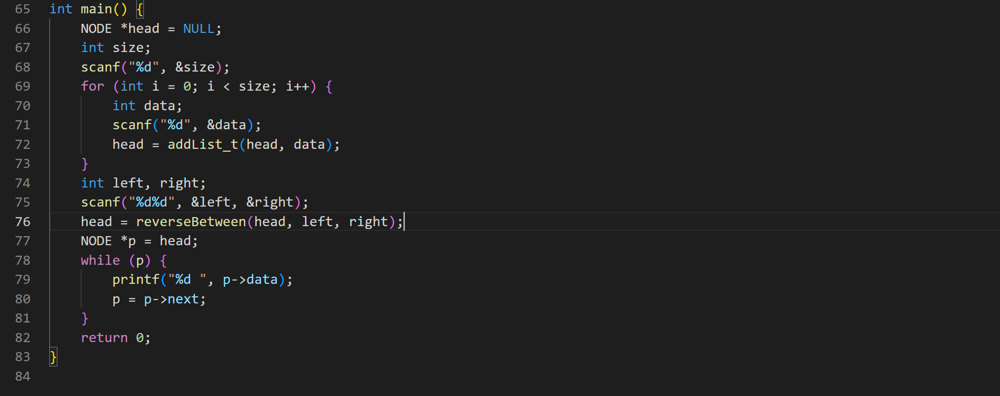 65 int main() {
66     NODE *head = NULL;
67     int size;
68     scanf("%d", &size);
69     for (int i = 0; i < size; i++) {
70         int data;
71         scanf("%d", &data);
72         head = addList_t(head, data);
73     }
74     int left, right;
75     scanf("%d%d", &left, &right);
76     head = reverseBetween(head, left, right);
77     NODE *p = head;
78     while (p) {
79         printf("%d ", p->data);
80         p = p->next;
81     }
82     return 0;
83 }
84